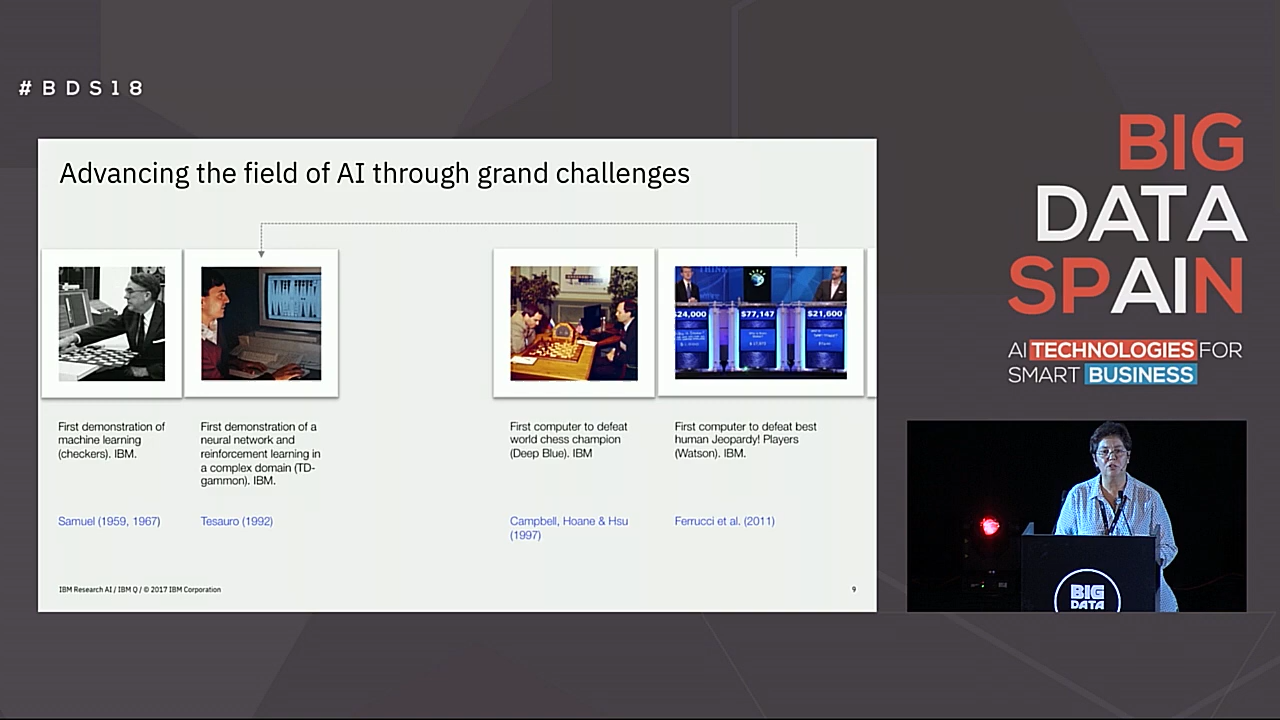 #BDS18
BIG
DATA
SPAIN
AI TECHNOLOGIES FOR
SMART BUSINESS
Advancing the field of AI through grand challenges
THINK
$24,000
$77,147
$21,600
First demonstration of
machine learning
(checkers). IBM.
Samuel (1959, 1967)
First demonstration of a
neural network and
reinforcement learning in
a complex domain (TD-
gammon). IBM.
Tesauro (1992)
First computer to defeat
world chess champion
(Deep Blue). IBM
Campbell, Hoane & Hsu
(1997)
First computer to defeat best
human Jeopardy! Players
(Watson). IBM.
Ferrucci et al. (2011)
IBM Research AI / IBM Q / © 2017 IBM Corporation
9
BIG
DATA